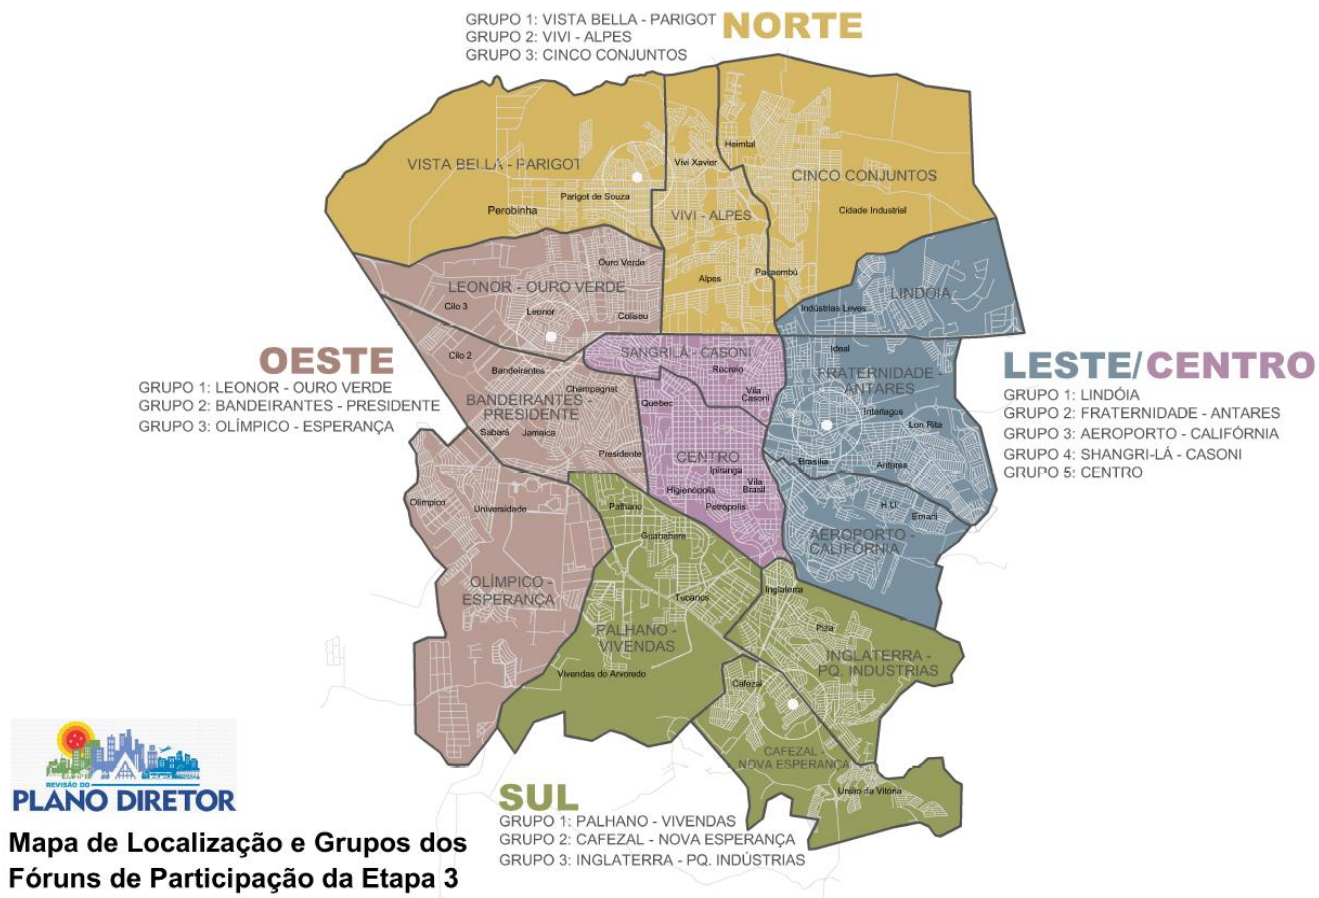 GRUPO 1: VISTA BELLA - PARIGOT
GRUPO 2: VIVI - ALPES
GRUPO 3: CINCO CONJUNTOS
NORTE
VISTA BELLA - PARIGOT
Parigot de Souza
Perobinha
Vivi Xavier
VIVI - ALPES
Alpes
Heimtal
CINCO CONJUNTOS
Cidade Industrial
Pacaembú
Ouro Verde
LEONOR - OURO VERDE
Cilo 3
Leonor
Coliseu
LINDÓIA
Indústrias Leves
OESTE
GRUPO 1: LEONOR - OURO VERDE
GRUPO 2: BANDEIRANTES - PRESIDENTE
GRUPO 3: OLÍMPICO - ESPERANÇA
Cilo 2
Bandeirantes
Champagnat
BANDEIRANTES -
PRESIDENTE
Sabará
Jamaica
Presidente
SANGRILÁ - CASONI
Recreio
Vila
Casoni
Quebec
CENTRO
Ipiranga
Higienópolis
Vila
Brasil
Petrópolis
Ideal
FRATERNIDADE
ANTARES
Interlagos
Lon Rita
Brasília
Antares
LESTE/CENTRO
GRUPO 1: LINDÓIA
GRUPO 2: FRATERNIDADE - ANTARES
GRUPO 3: AEROPORTO - CALIFÓRNIA
GRUPO 4: SHANGRI-LÁ - CASONI
GRUPO 5: CENTRO
H.U.
Ernani
AEROPORTO -
CALIFÓRNIA
Olímpico
Universidade
OLÍMPICO -
ESPERANÇA
Palhano
Guanabara
Tucanos
PALHANO -
VIVENDAS
Vivendas do Arvoredo
Inglaterra
Piza
INGLATERRA -
PQ. INDUSTRIAS
Cafezal
CAFEZAL -
NOVA ESPERANÇA
União da Vitória
SUL
GRUPO 1: PALHANO - VIVENDAS
GRUPO 2: CAFEZAL - NOVA ESPERANÇA
GRUPO 3: INGLATERRA - PQ. INDÚSTRIAS
REVISÃO DO
PLANO DIRETOR
Mapa de Localização e Grupos dos
Fóruns de Participação da Etapa 3